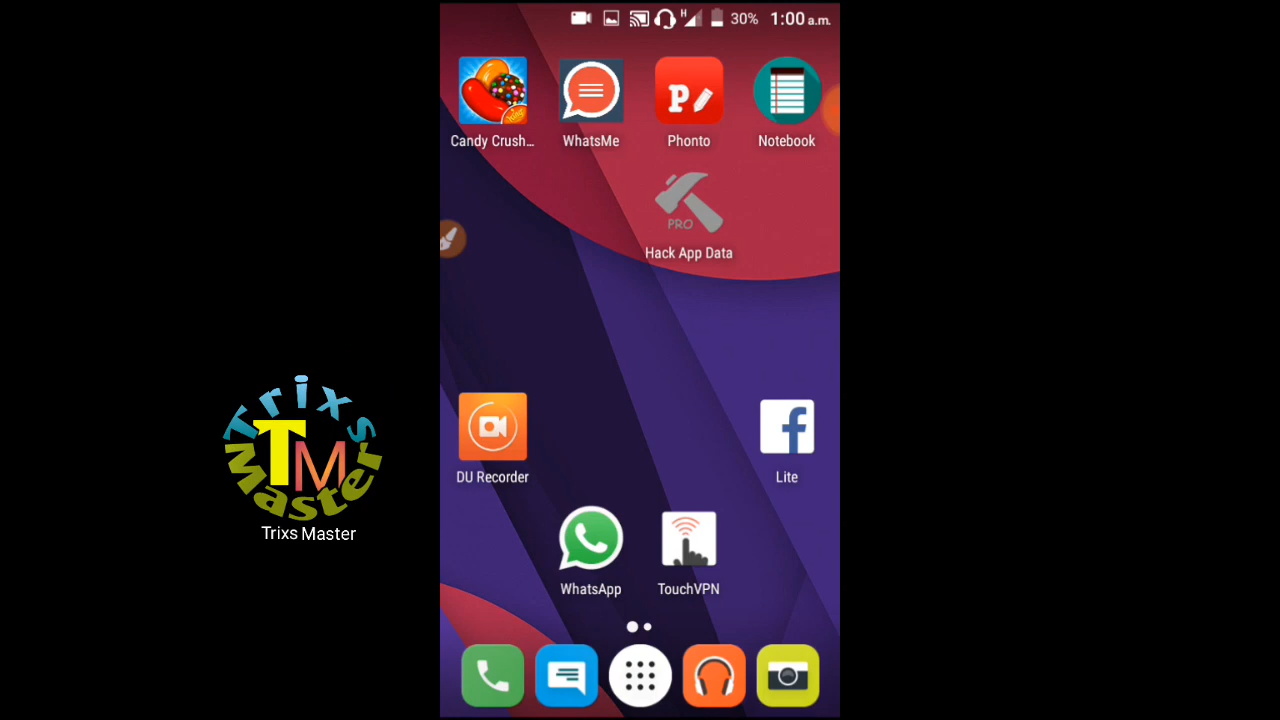 H 30% 1:00 a.m.
Candy Crush... WhatsMe Phonto Notebook
PRO
Hack App Data
DU Recorder Lite
WhatsApp TouchVPN
Trixs
TM
Master
Trixs Master